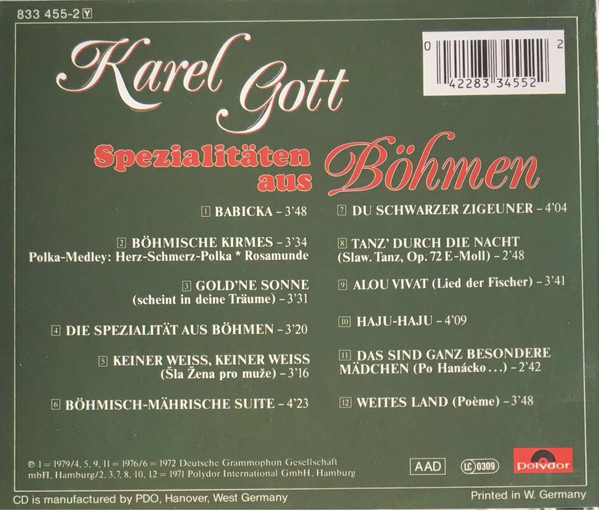 833 455-2 Y
Karel Gott
0 42283 34552 2
Spezialitäten
aus Böhmen
1 BABICKA – 3'48
2 BÖHMISCHE KIRMES – 3'34
Polka-Medley: Herz-Schmerz-Polka * Rosamunde
3 GOLD'NE SONNE
(scheint in deine Träume) – 3'31
4 DIE SPEZIALITÄT AUS BÖHMEN – 3'20
5 KEINER WEISS, KEINER WEISS
(Šla Žena pro muže) – 3'16
6 BÖHMISCH-MÄHRISCHE SUITE – 4'23
7 DU SCHWARZER ZIGEUNER – 4'04
8 TANZ' DURCH DIE NACHT
(Slaw. Tanz, Op. 72 E-Moll) – 2'48
9 ALOU VIVAT (Lied der Fischer) – 3'41
10 HAJU-HAJU – 4'09
11 DAS SIND GANZ BESONDERE
MÄDCHEN (Po Hanácko...) – 2'42
12 WEITES LAND (Poème) – 3'48
℗ 1 = 1979/4, 5, 9, 11 = 1976/6 = 1972 Deutsche Grammophon Gesellschaft
mbH, Hamburg/2, 3, 7, 8, 10, 12 = 1971 Polydor International GmbH, Hamburg
AAD
LC 0309
polydor
CD is manufactured by PDO, Hanover, West Germany
Printed in W. Germany